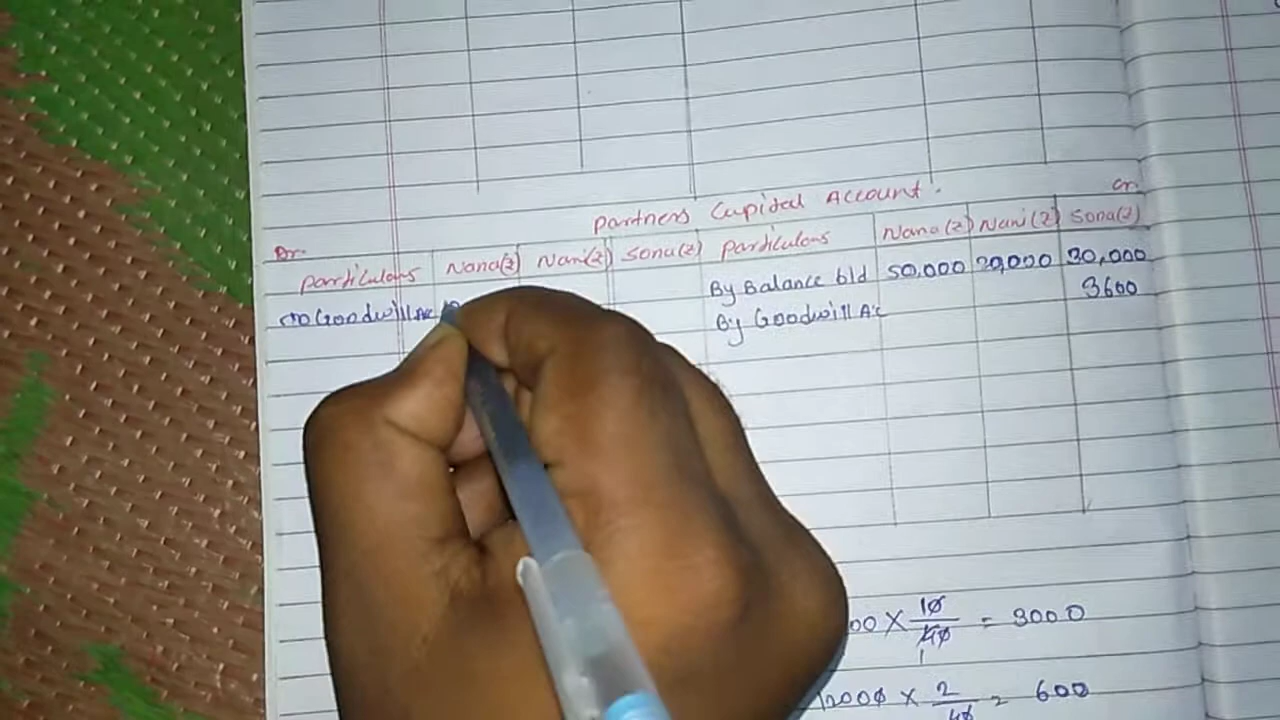 Partners Capital Account.
Dr. Cr.
Particulars Nana(₹) Nani(₹) Sona(₹) Particulars Nana(₹) Nani(₹) Sona(₹)
By Balance b/d 50,000 20,000 30,000
To Goodwill A/c By Goodwill A/c 3600
00 × 10/40 = 3000
1
12000 × 2/40 = 600